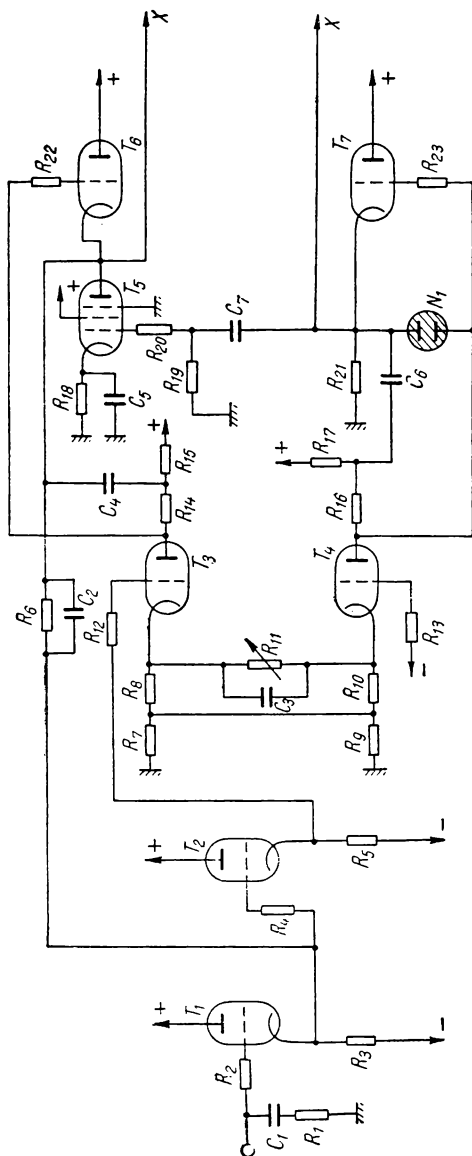 X
X
+
+
T6
T7
R22
R23
+
T5
N1
R20
C7
R18
C5
R19
R21
C6
+
R15
+
R17
C4
R14
R16
T3
T4
R6
C2
R12
R13
–
R11
C3
R8
R10
R7
R9
+
T2
R5
–
R4
+
T1
R3
–
R2
C1
R1